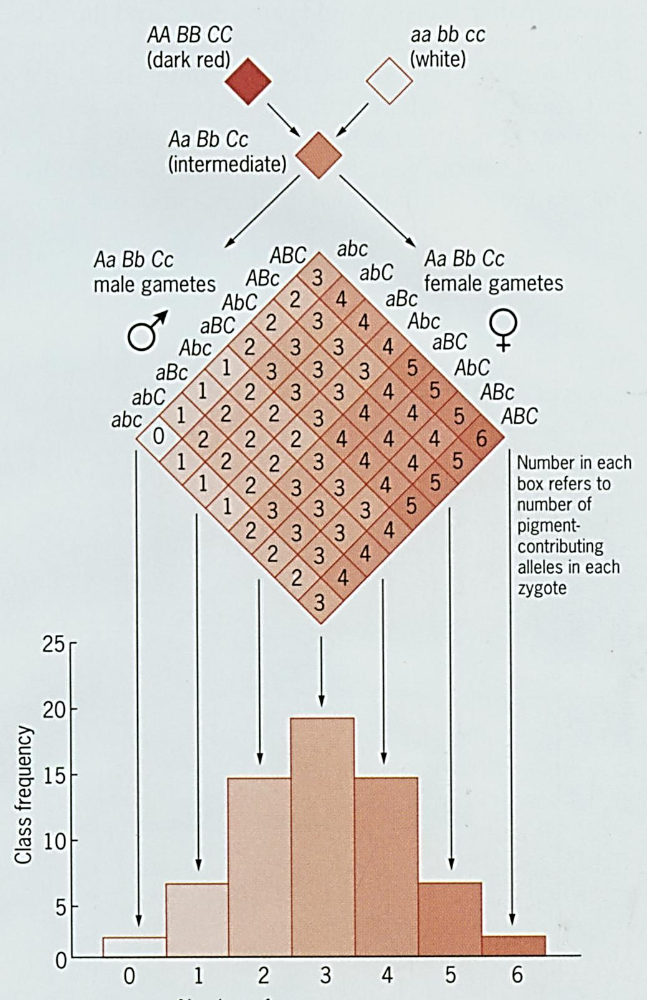 AA BB CC
(dark red)
aa bb cc
(white)
Aa Bb Cc
(intermediate)
Aa Bb Cc
male gametes
♂
Aa Bb Cc
female gametes
♀
ABC
ABc
AbC
aBC
Abc
aBc
abC
abc
abc
abC
aBc
Abc
aBC
AbC
ABc
ABC
3
2 4
2 3 4
2 3 3 4
1 3 3 3 5
1 2 3 3 4 5
1 2 2 3 4 4 5
0 2 2 2 4 4 4 6
1 2 2 3 4 4 5
1 2 3 3 4 5
1 3 3 3 5
2 3 3 4
2 3 4
2 4
3
Number in each
box refers to
number of
pigment-
contributing
alleles in each
zygote
Class frequency
25
20
15
10
5
0
0 1 2 3 4 5 6